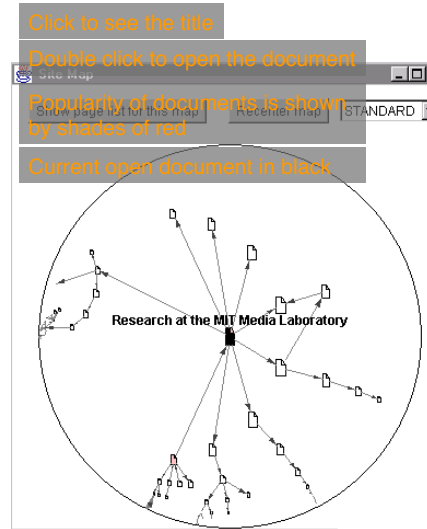 Click to see the title
Double click to open the document
Site Map
Popularity of documents is shown
by shades of red
Show page list for this map
Recenter map
STANDARD
Current open document in black
Research at the MIT Media Laboratory